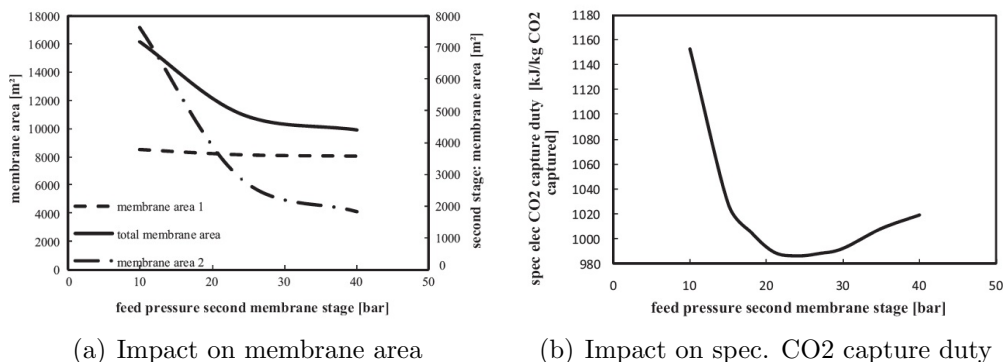 18000
16000
14000
12000
10000
8000
6000
4000
2000
0
membrane area [m²]
8000
7000
6000
5000
4000
3000
2000
1000
0
second stage: membrane area [m²]
membrane area 1
total membrane area
membrane area 2
0 10 20 30 40 50
feed pressure second membrane stage [bar]
(a) Impact on membrane area
1180
1160
1140
1120
1100
1080
1060
1040
1020
1000
980
spec elec CO2 capture duty [kJ/kg CO2
captured]
0 10 20 30 40 50
feed pressure second membrane stage [bar]
(b) Impact on spec. CO2 capture duty